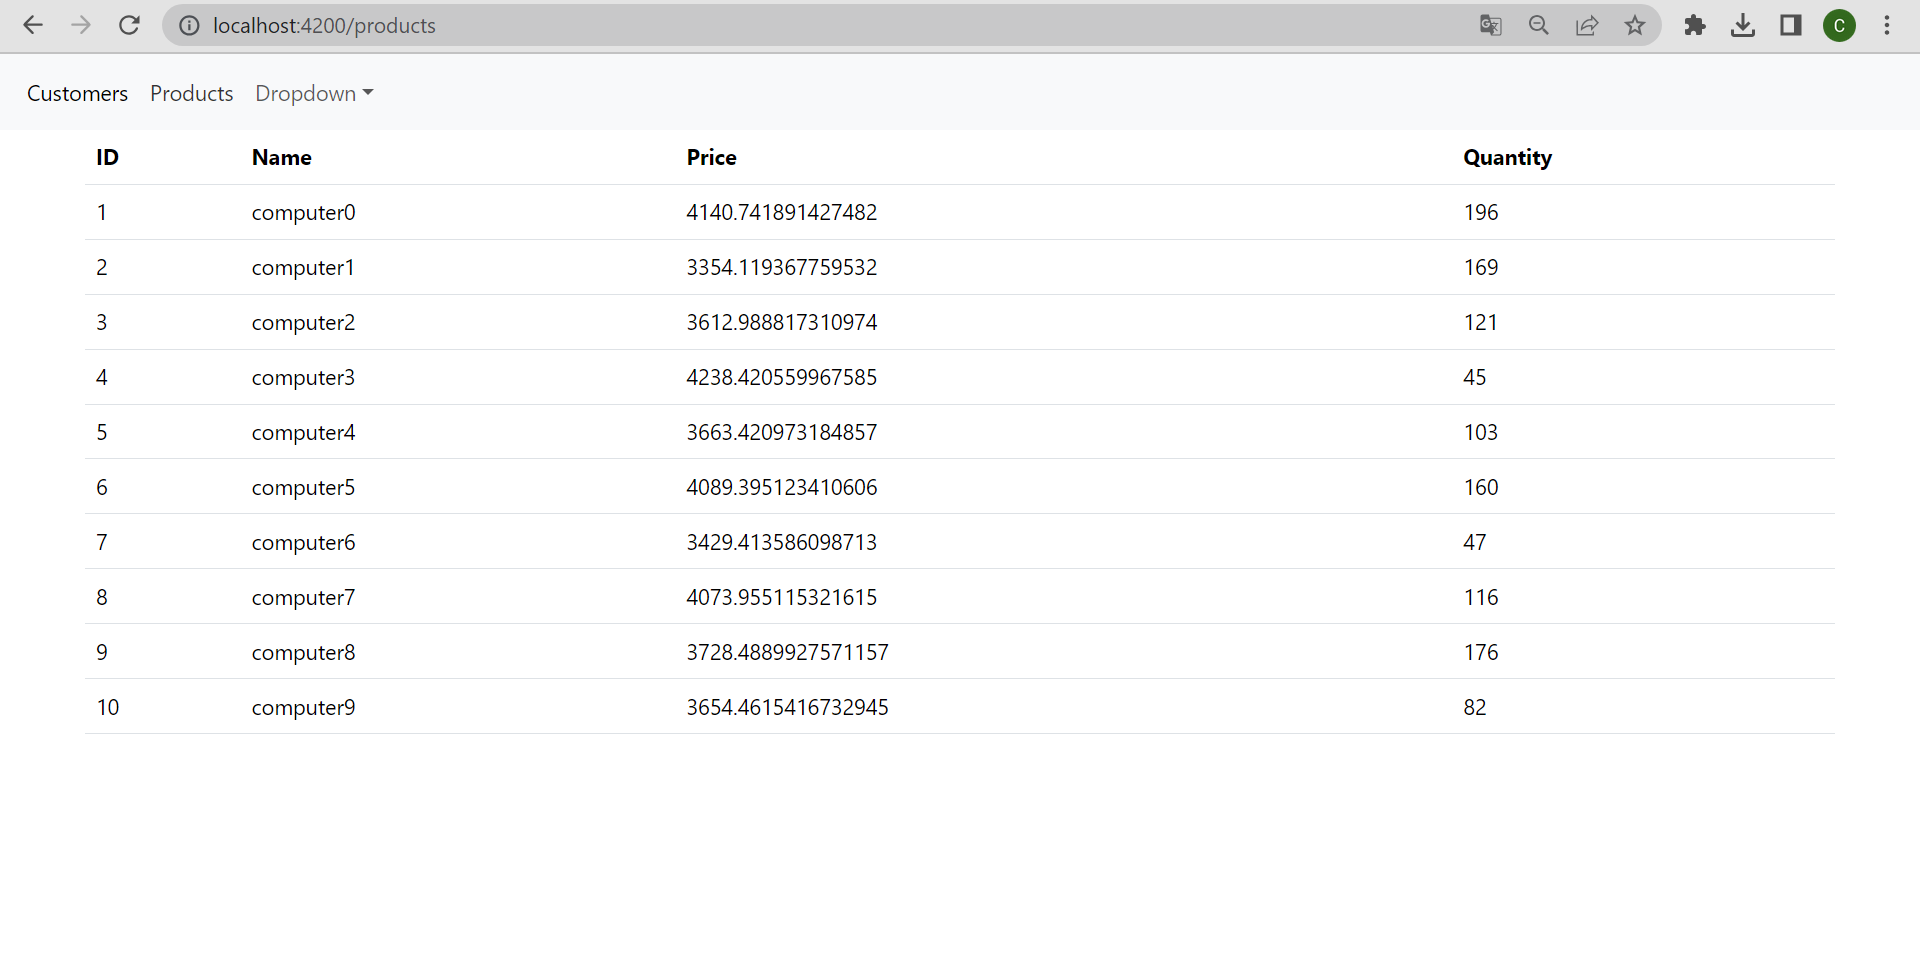 localhost:4200/products
C
Customers Products Dropdown
ID Name Price Quantity
1 computer0 4140.741891427482 196
2 computer1 3354.119367759532 169
3 computer2 3612.988817310974 121
4 computer3 4238.420559967585 45
5 computer4 3663.420973184857 103
6 computer5 4089.395123410606 160
7 computer6 3429.413586098713 47
8 computer7 4073.955115321615 116
9 computer8 3728.4889927571157 176
10 computer9 3654.4615416732945 82